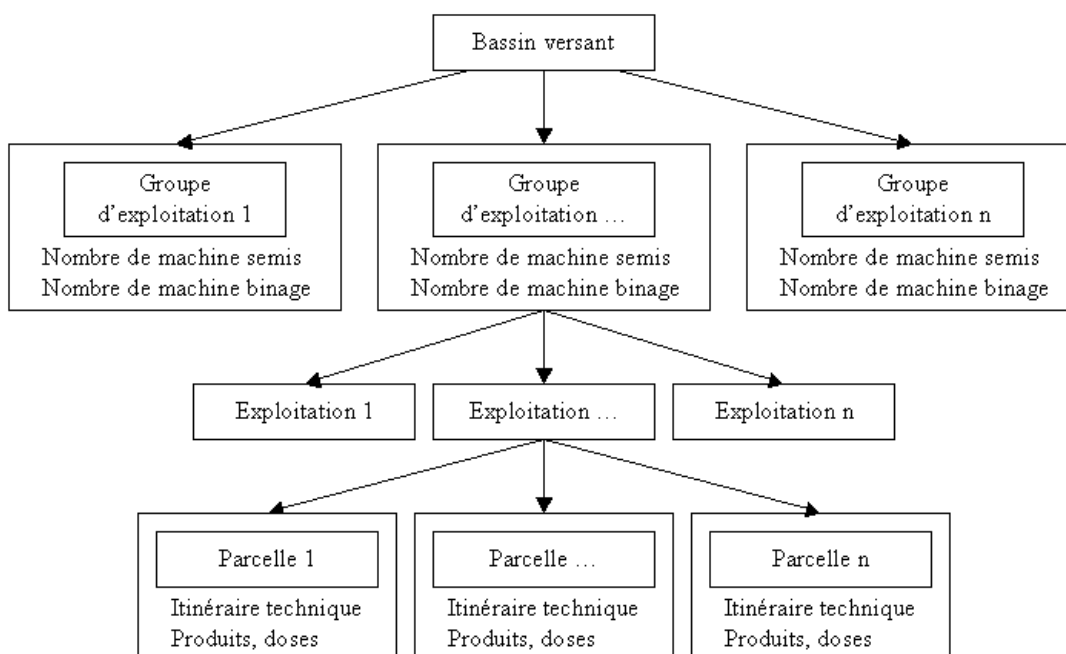 Bassin versant
Groupe
d'exploitation 1
Nombre de machine semis
Nombre de machine binage
Groupe
d'exploitation ...
Nombre de machine semis
Nombre de machine binage
Groupe
d'exploitation n
Nombre de machine semis
Nombre de machine binage
Exploitation 1
Exploitation ...
Exploitation n
Parcelle 1
Itinéraire technique
Produits, doses
Parcelle ...
Itinéraire technique
Produits, doses
Parcelle n
Itinéraire technique
Produits, doses